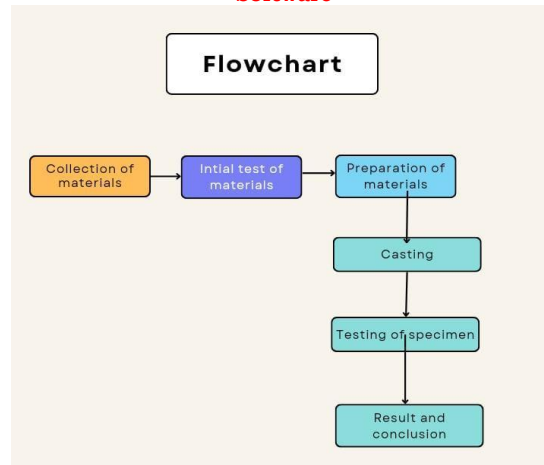 Flowchart
Collection of
materials
Intial test of
materials
Preparation of
materials
Casting
Testing of specimen
Result and
conclusion